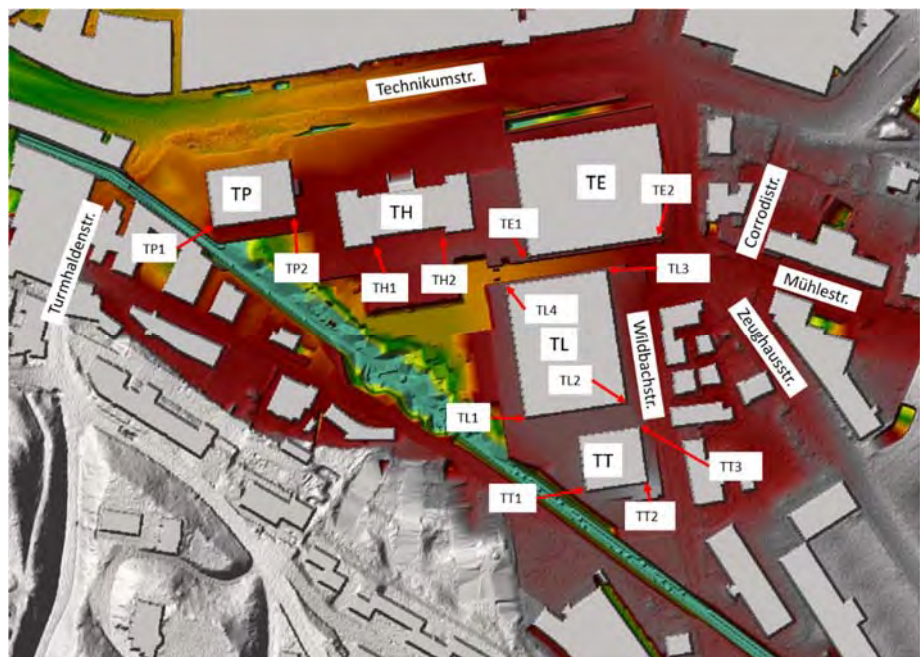 Technikumstr.
TP
TE
TH
TE1
TE2
Corrodistr.
Turmhaldenstr.
TP1
TP2
TH1
TH2
TL3
Mühlestr.
TL4
TL
Wildbachstr.
Zeughausstr.
TL2
TL1
TT
TT3
TT1
TT2